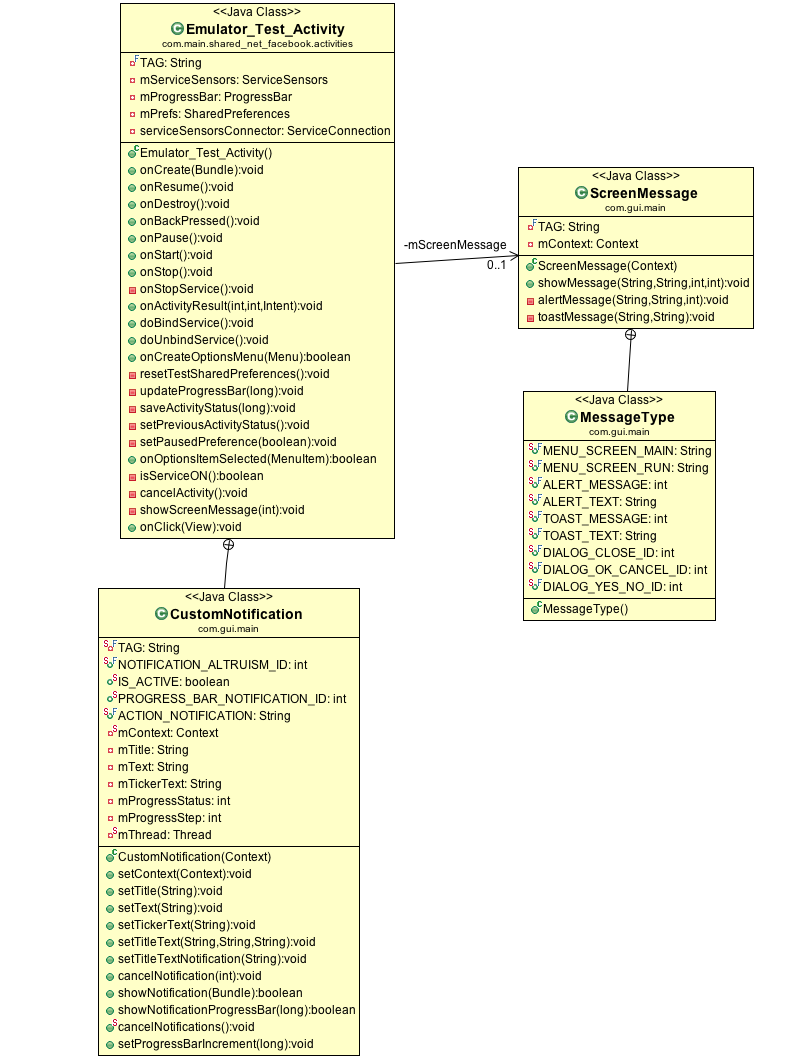 <<Java Class>>
Emulator_Test_Activity
com.main.shared_net_facebook.activities
TAG: String
mServiceSensors: ServiceSensors
mProgressBar: ProgressBar
mPrefs: SharedPreferences
serviceSensorsConnector: ServiceConnection
Emulator_Test_Activity()
onCreate(Bundle):void
onResume():void
onDestroy():void
onBackPressed():void
onPause():void
onStart():void
onStop():void
onStopService():void
onActivityResult(int,int,Intent):void
doBindService():void
doUnbindService():void
onCreateOptionsMenu(Menu):boolean
resetTestSharedPreferences():void
updateProgressBar(long):void
saveActivityStatus(long):void
setPreviousActivityStatus():void
setPausedPreference(boolean):void
onOptionsItemSelected(MenuItem):boolean
isServiceON():boolean
cancelActivity():void
showScreenMessage(int):void
onClick(View):void
-mScreenMessage
0..1
<<Java Class>>
ScreenMessage
com.gui.main
TAG: String
mContext: Context
ScreenMessage(Context)
showMessage(String,String,int,int):void
alertMessage(String,String,int):void
toastMessage(String,String):void
<<Java Class>>
MessageType
com.gui.main
MENU_SCREEN_MAIN: String
MENU_SCREEN_RUN: String
ALERT_MESSAGE: int
ALERT_TEXT: String
TOAST_MESSAGE: int
TOAST_TEXT: String
DIALOG_CLOSE_ID: int
DIALOG_OK_CANCEL_ID: int
DIALOG_YES_NO_ID: int
MessageType()
<<Java Class>>
CustomNotification
com.gui.main
TAG: String
NOTIFICATION_ALTRUISM_ID: int
IS_ACTIVE: boolean
PROGRESS_BAR_NOTIFICATION_ID: int
ACTION_NOTIFICATION: String
mContext: Context
mTitle: String
mText: String
mTickerText: String
mProgressStatus: int
mProgressStep: int
mThread: Thread
CustomNotification(Context)
setContext(Context):void
setTitle(String):void
setText(String):void
setTickerText(String):void
setTitleText(String,String,String):void
setTitleTextNotification(String):void
cancelNotification(int):void
showNotification(Bundle):boolean
showNotificationProgressBar(long):boolean
cancelNotifications():void
setProgressBarIncrement(long):void